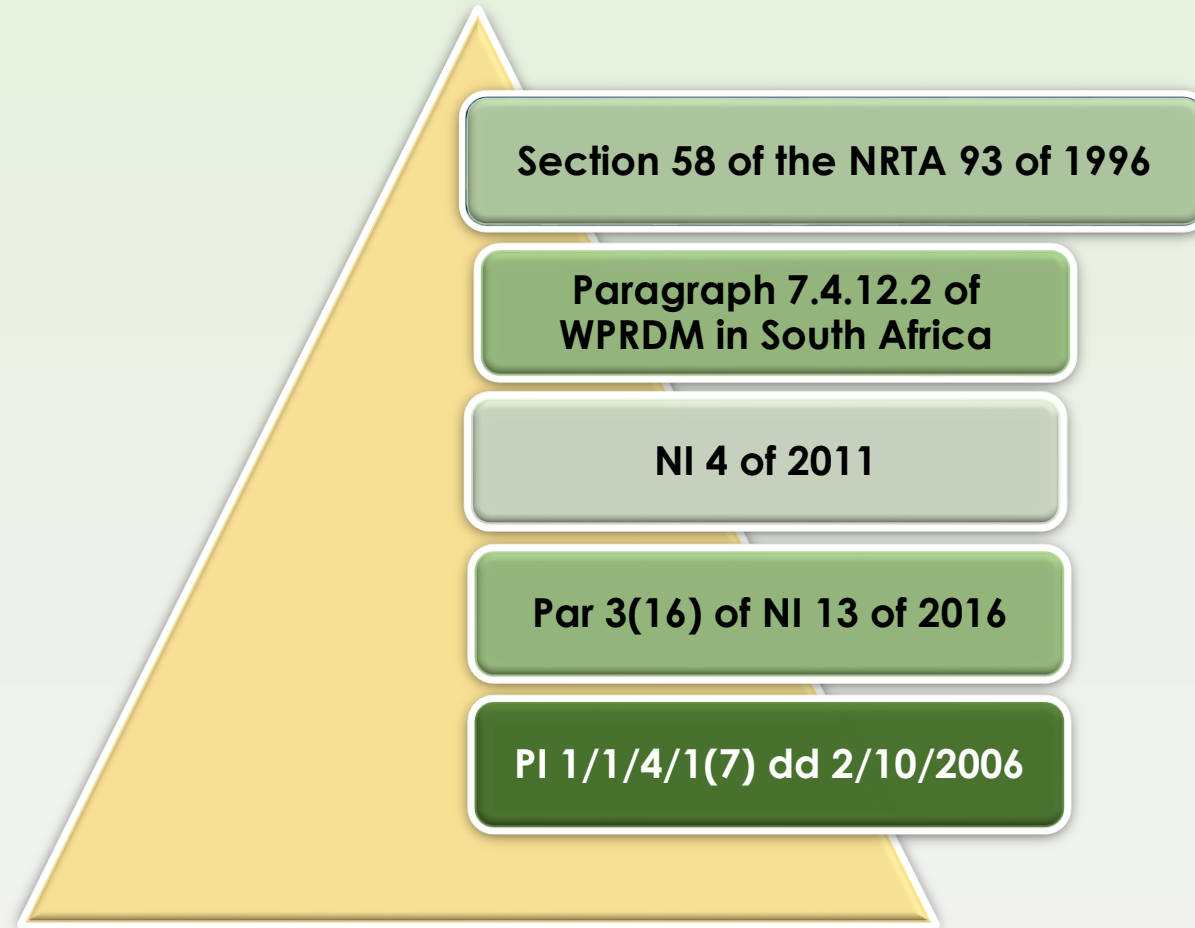 Section 58 of the NRTA 93 of 1996
Paragraph 7.4.12.2 of
WPRDM in South Africa
NI 4 of 2011
Par 3(16) of NI 13 of 2016
PI 1/1/4/1(7) dd 2/10/2006